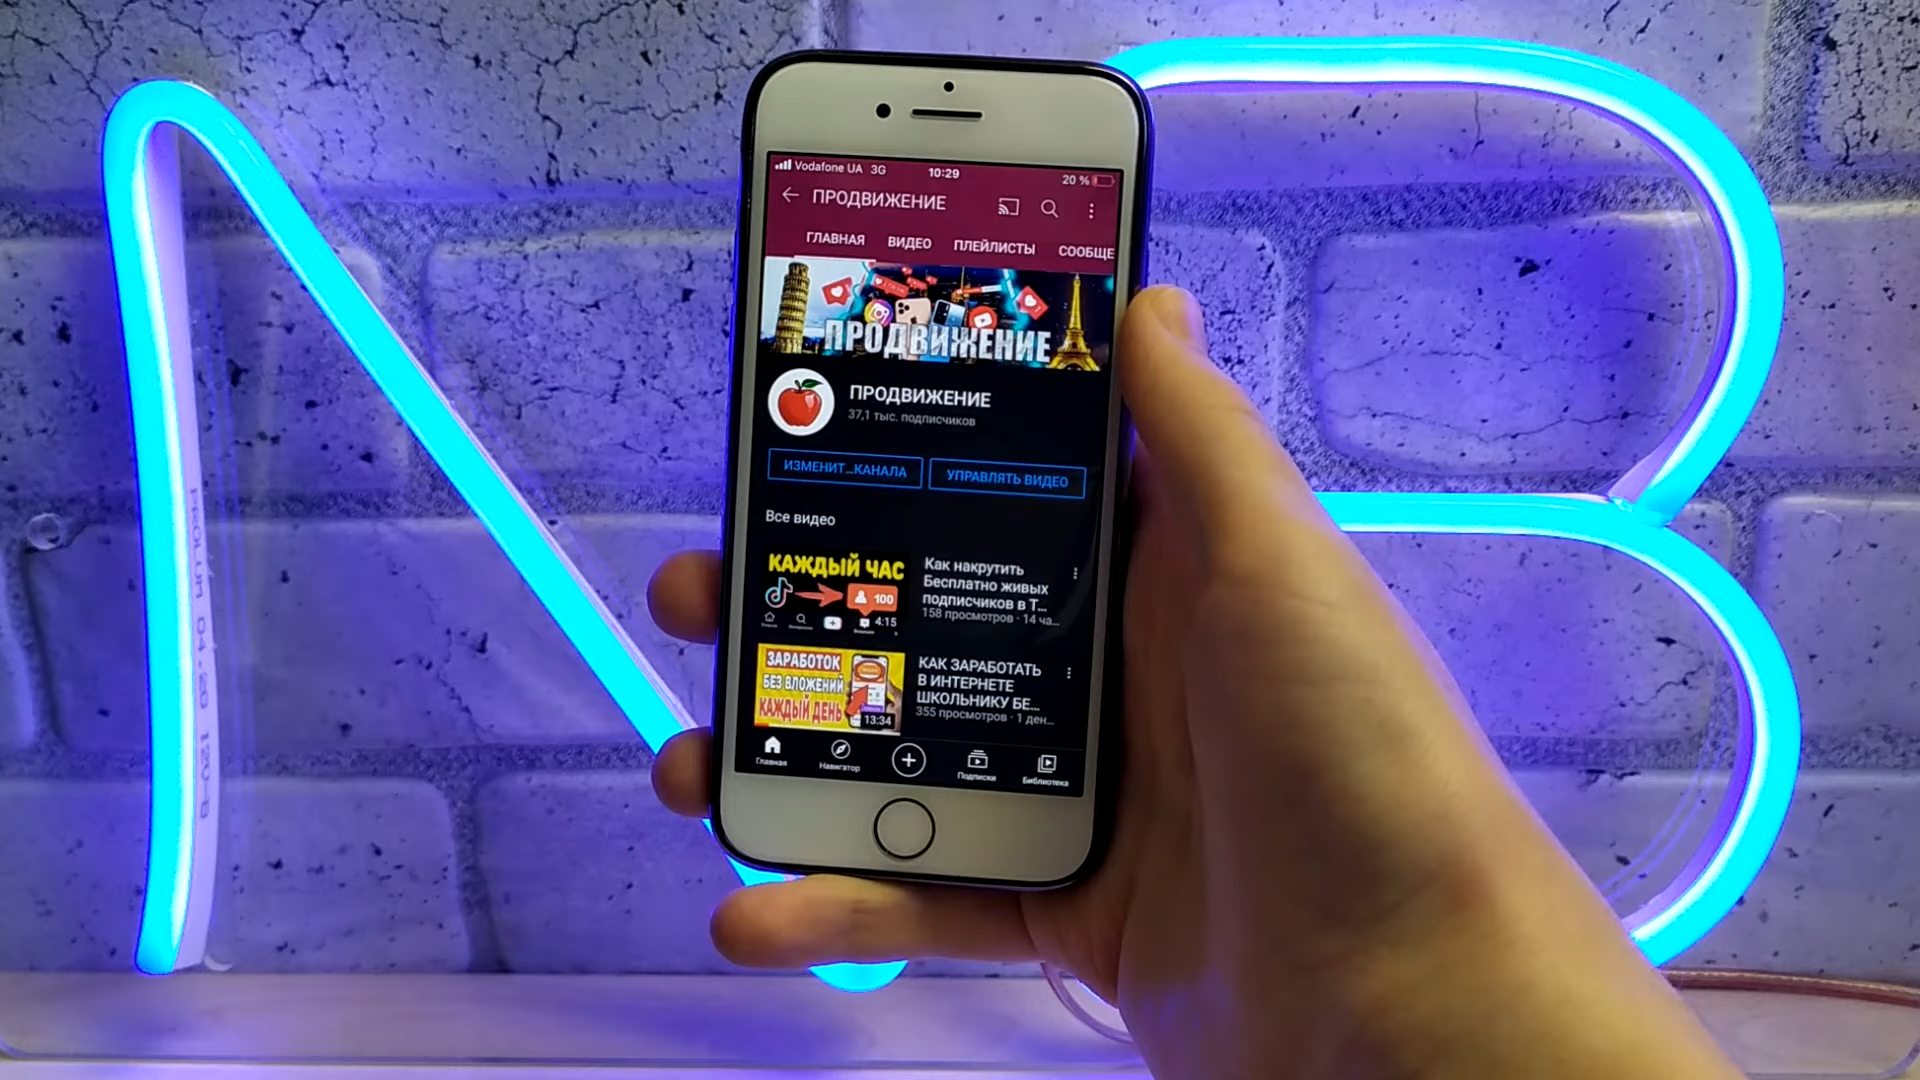 Vodafone UA 3G 10:29 20 %
ПРОДВИЖЕНИЕ
ГЛАВНАЯ ВИДЕО ПЛЕЙЛИСТЫ СООБЩЕ
ПРОДВИЖЕНИЕ
ПРОДВИЖЕНИЕ
37,1 тыс. подписчиков
ИЗМЕНИТ...КАНАЛА УПРАВЛЯТЬ ВИДЕО
Все видео
КАЖДЫЙ ЧАС
100
4:15
Как накрутить
Бесплатно живых
подписчиков в Т...
158 просмотров · 14 ча...
ЗАРАБОТОК
БЕЗ ВЛОЖЕНИЙ
КАЖДЫЙ ДЕНЬ
13:34
КАК ЗАРАБОТАТЬ
В ИНТЕРНЕТЕ
ШКОЛЬНИКУ БЕ...
355 просмотров · 1 ден...
Главная Навигатор Подписки Библиотека